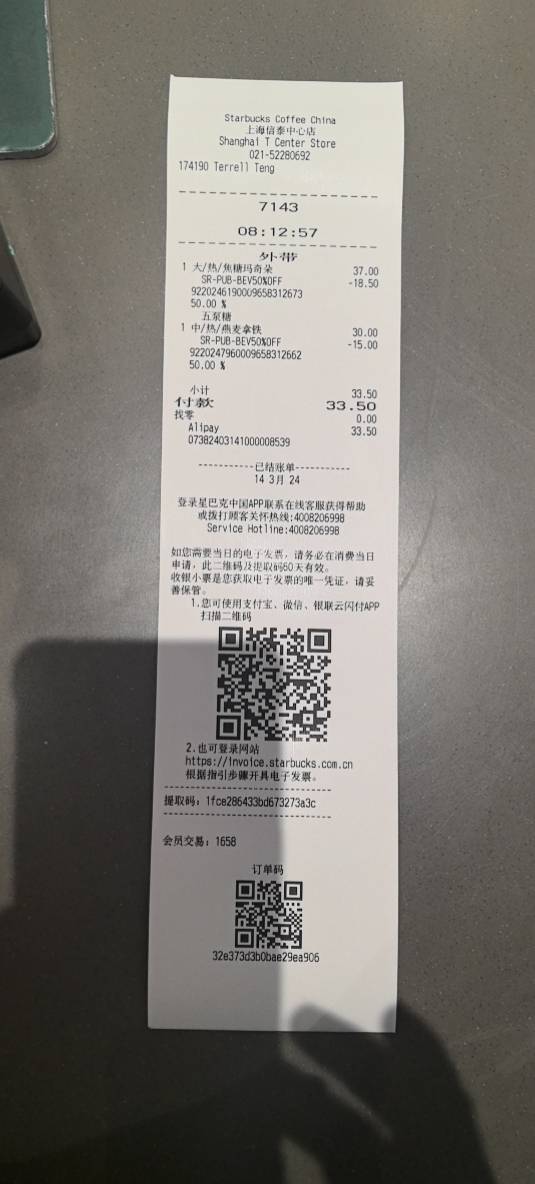 Starbucks Coffee China
上海信泰中心店
Shanghai T Center Store
021-52280692
174190 Terrell Teng
7143
08:12:57
外带
1 大/热/焦糖玛奇朵 37.00
SR-PUB-BEV50%OFF -18.50
9220246190009658312673
50.00 %
五泵糖
1 中/热/燕麦拿铁 30.00
SR-PUB-BEV50%OFF -15.00
9220247960009658312662
50.00 %
小计 33.50
付款 33.50
找零 0.00
Alipay 33.50
07382403141000008539
-----------已结账单-----------
14 3月 24
登录星巴克中国APP联系在线客服获得帮助
或拨打顾客关怀热线:4008206998
Service Hotline:4008206998
如您需要当日的电子发票，请务必在消费当日
申请，此二维码及提取码60天有效。
收银小票是您获取电子发票的唯一凭证，请妥
善保管。
1.您可使用支付宝、微信、银联云闪付APP
扫描二维码
2.也可登录网站
https://invoice.starbucks.com.cn
根据指引步骤开具电子发票。
提取码：1fce286433bd673273a3c
会员交易：1658
订单码
32e373d3b0bae29ea906